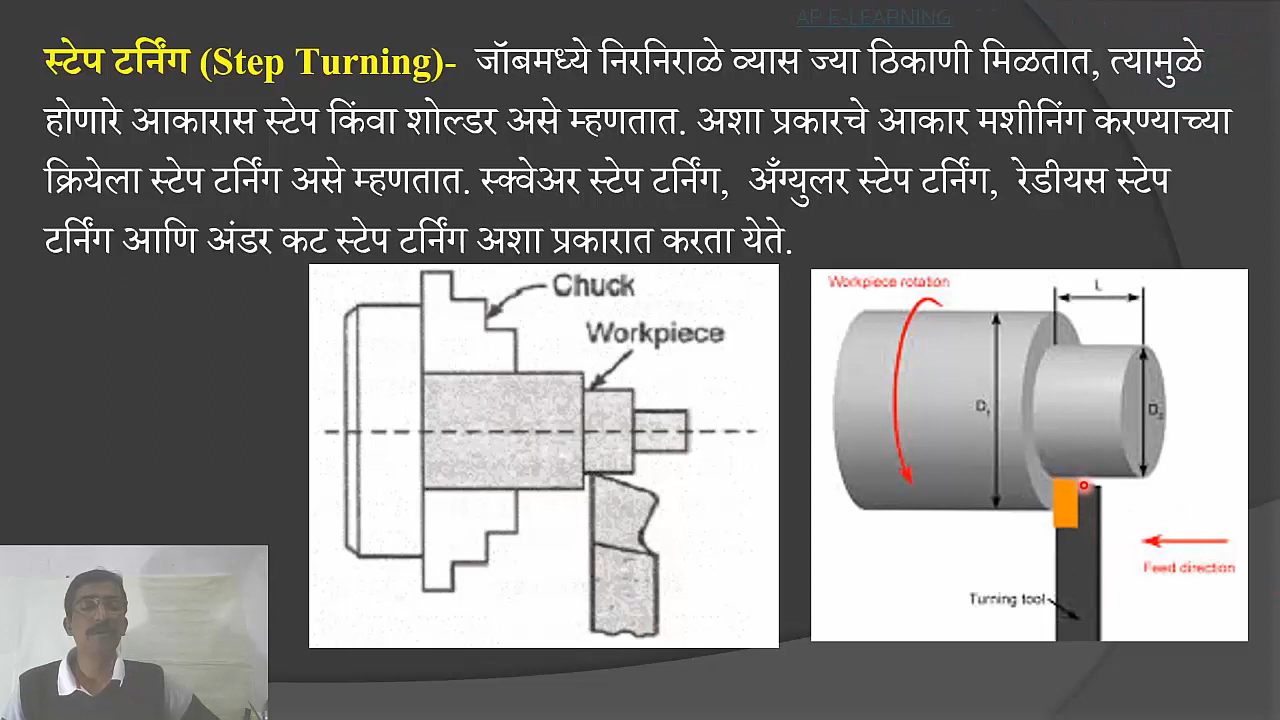 AP E-LEARNING
स्टेप टर्निंग (Step Turning)- जॉबमध्ये निरनिराळे व्यास ज्या ठिकाणी मिळतात, त्यामुळे
होणारे आकारास स्टेप किंवा शोल्डर असे म्हणतात. अशा प्रकारचे आकार मशीनिंग करण्याच्या
क्रियेला स्टेप टर्निंग असे म्हणतात. स्क्वेअर स्टेप टर्निंग, अँग्युलर स्टेप टर्निंग, रेडीयस स्टेप
टर्निंग आणि अंडर कट स्टेप टर्निंग अशा प्रकारात करता येते.
Chuck
Workpiece
Workpiece rotation
L
D₁
D₂
Feed direction
Turning tool